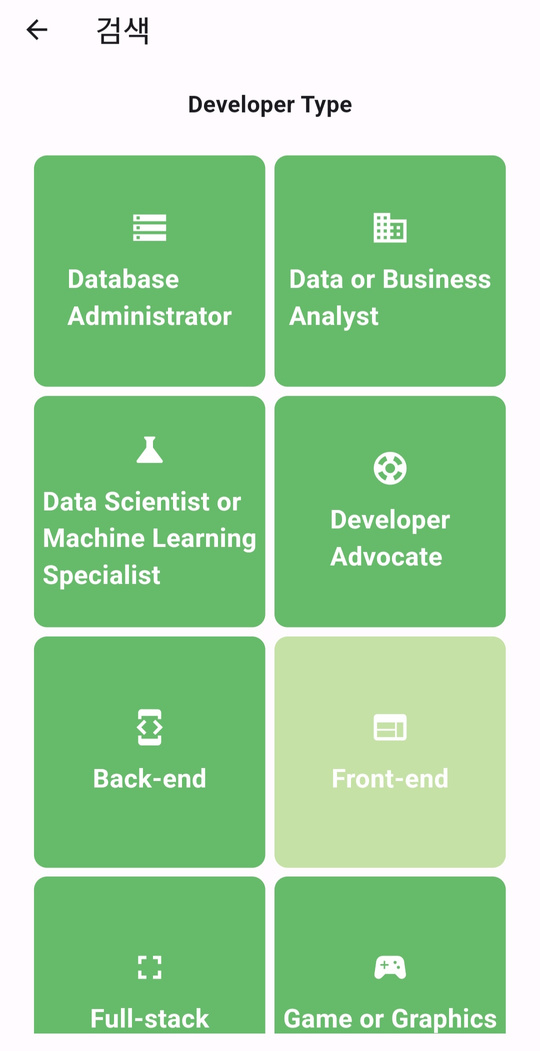 검색
Developer Type
Database
Administrator
Data or Business
Analyst
Data Scientist or
Machine Learning
Specialist
Developer
Advocate
Back-end
Front-end
Full-stack
Game or Graphics